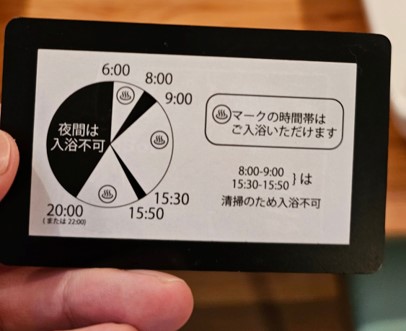 6:00
8:00
9:00
夜間は
入浴不可
15:30
15:50
20:00
(または 22:00)
♨マークの時間帯は
ご入浴いただけます
8:00-9:00
15:30-15:50 } は
清掃のため入浴不可